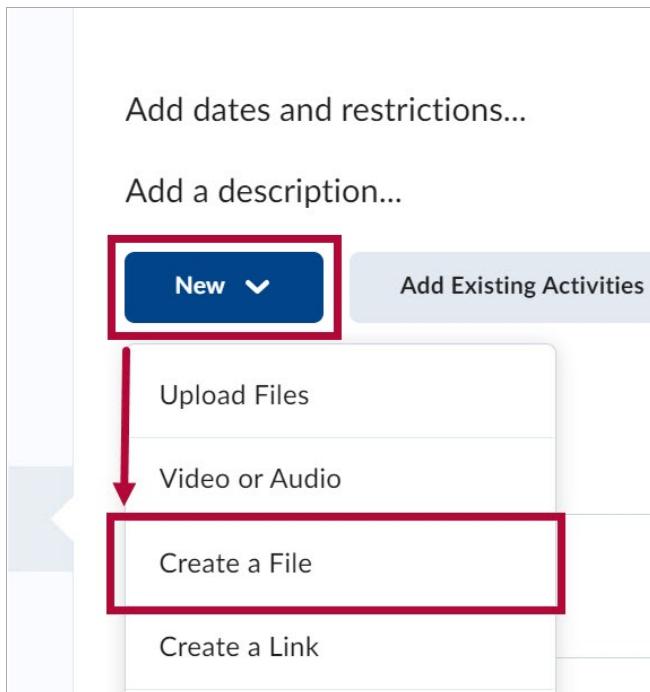 Add dates and restrictions...
Add a description...
New Add Existing Activities
Upload Files
Video or Audio
Create a File
Create a Link